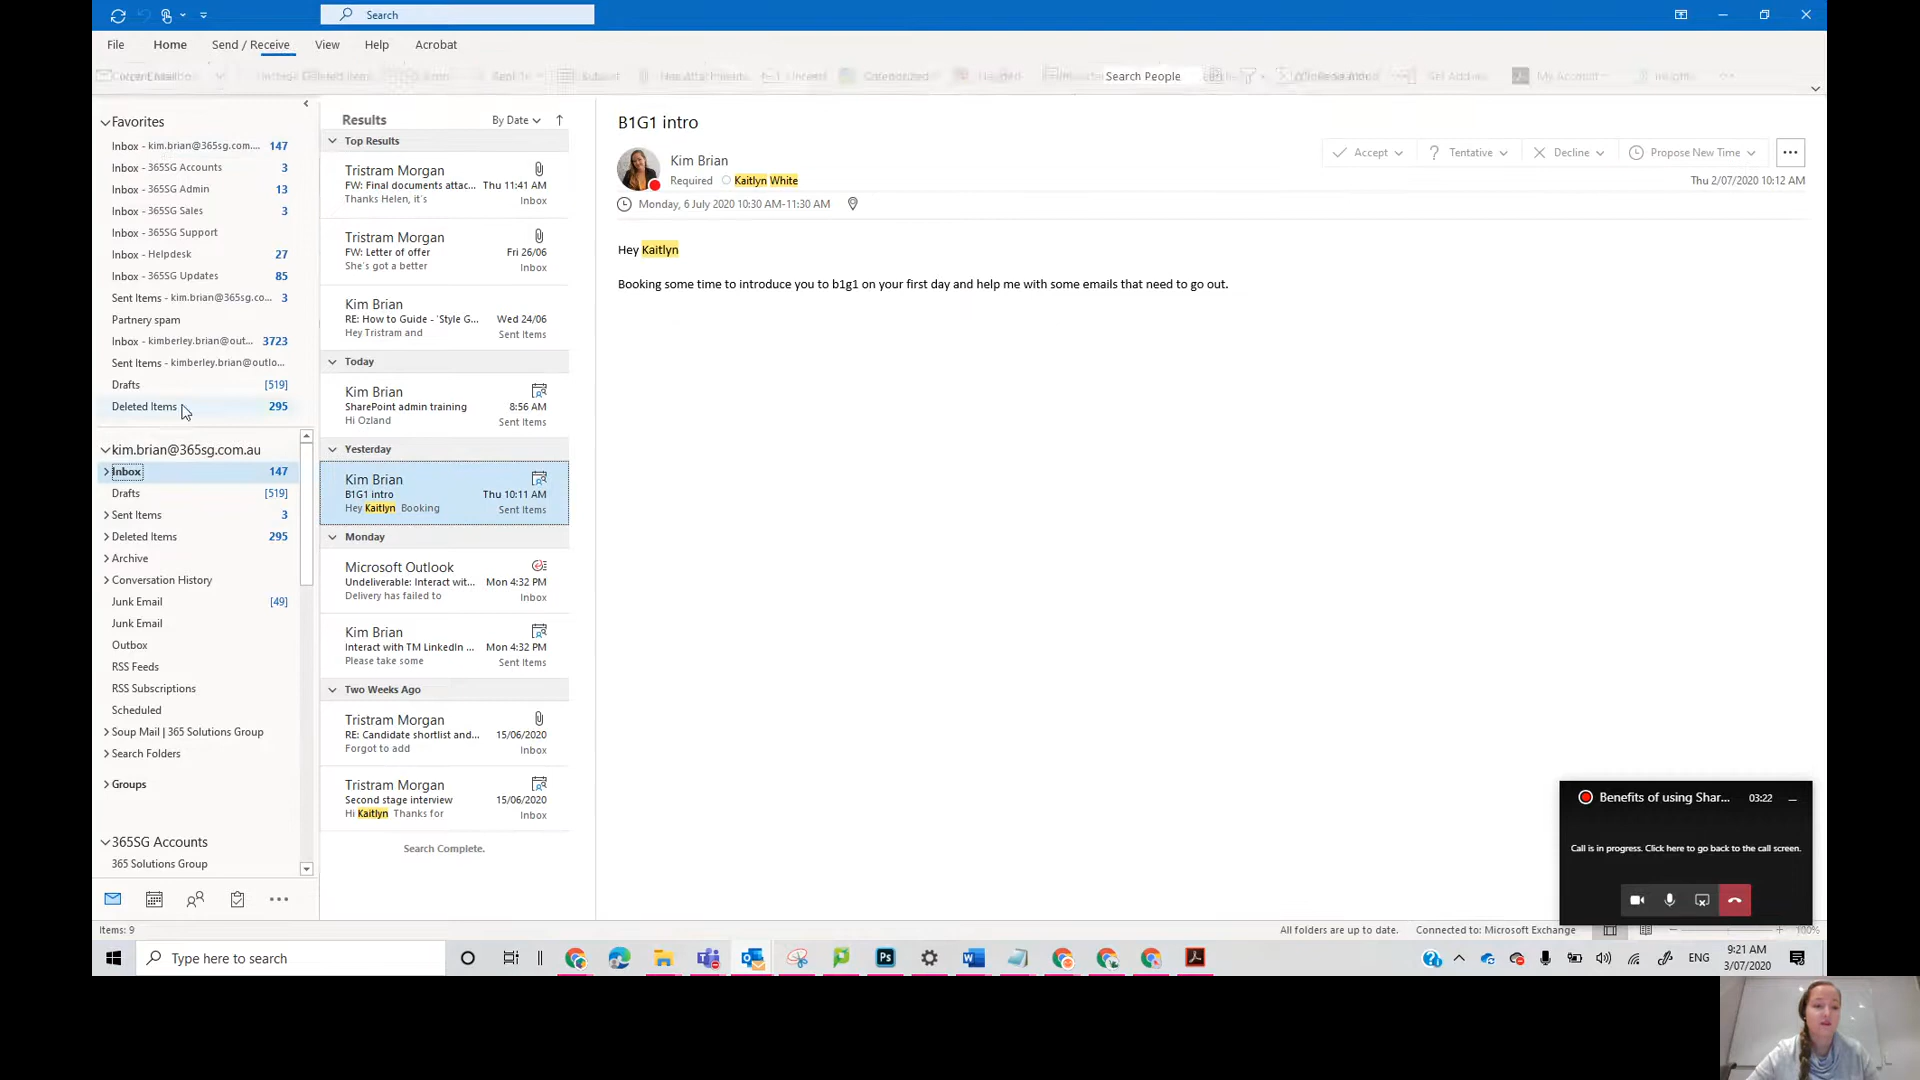 Search
File Home Send / Receive View Help Acrobat
Search People
Favorites
Inbox - kim.brian@365sg.com.... 147
Inbox - 365SG Accounts 3
Inbox - 365SG Admin 13
Inbox - 365SG Sales 3
Inbox - 365SG Support
Inbox - Helpdesk 27
Inbox - 365SG Updates 85
Sent Items - kim.brian@365sg.co... 3
Partnery spam
Inbox - kimberley.brian@out... 3723
Sent Items - kimberley.brian@outlo...
Drafts [519]
Deleted Items 295
kim.brian@365sg.com.au
Inbox 147
Drafts [519]
Sent Items 3
Deleted Items 295
Archive
Conversation History
Junk Email [49]
Junk Email
Outbox
RSS Feeds
RSS Subscriptions
Scheduled
Soup Mail | 365 Solutions Group
Search Folders
Groups
365SG Accounts
365 Solutions Group
Items: 9
Results By Date
Top Results
Tristram Morgan
FW: Final documents attac... Thu 11:41 AM
Thanks Helen, it's Inbox
Tristram Morgan
FW: Letter of offer Fri 26/06
She's got a better Inbox
Kim Brian
RE: How to Guide - 'Style G... Wed 24/06
Hey Tristram and Sent Items
Today
Kim Brian
SharePoint admin training 8:56 AM
Hi Ozland Sent Items
Yesterday
Kim Brian
B1G1 intro Thu 10:11 AM
Hey Kaitlyn Booking Sent Items
Monday
Microsoft Outlook
Undeliverable: Interact wit... Mon 4:32 PM
Delivery has failed to Inbox
Kim Brian
Interact with TM LinkedIn ... Mon 4:32 PM
Please take some Sent Items
Two Weeks Ago
Tristram Morgan
RE: Candidate shortlist and... 15/06/2020
Forgot to add Inbox
Tristram Morgan
Second stage interview 15/06/2020
Hi Kaitlyn Thanks for Inbox
Search Complete.
B1G1 intro
Kim Brian
Required Kaitlyn White
Accept ? Tentative Decline Propose New Time ...
Thu 2/07/2020 10:12 AM
Monday, 6 July 2020 10:30 AM-11:30 AM
Hey Kaitlyn
Booking some time to introduce you to b1g1 on your first day and help me with some emails that need to go out.
Benefits of using Shar... 03:22
Call is in progress. Click here to go back to the call screen.
All folders are up to date. Connected to: Microsoft Exchange 100%
Type here to search
ENG
9:21 AM
3/07/2020